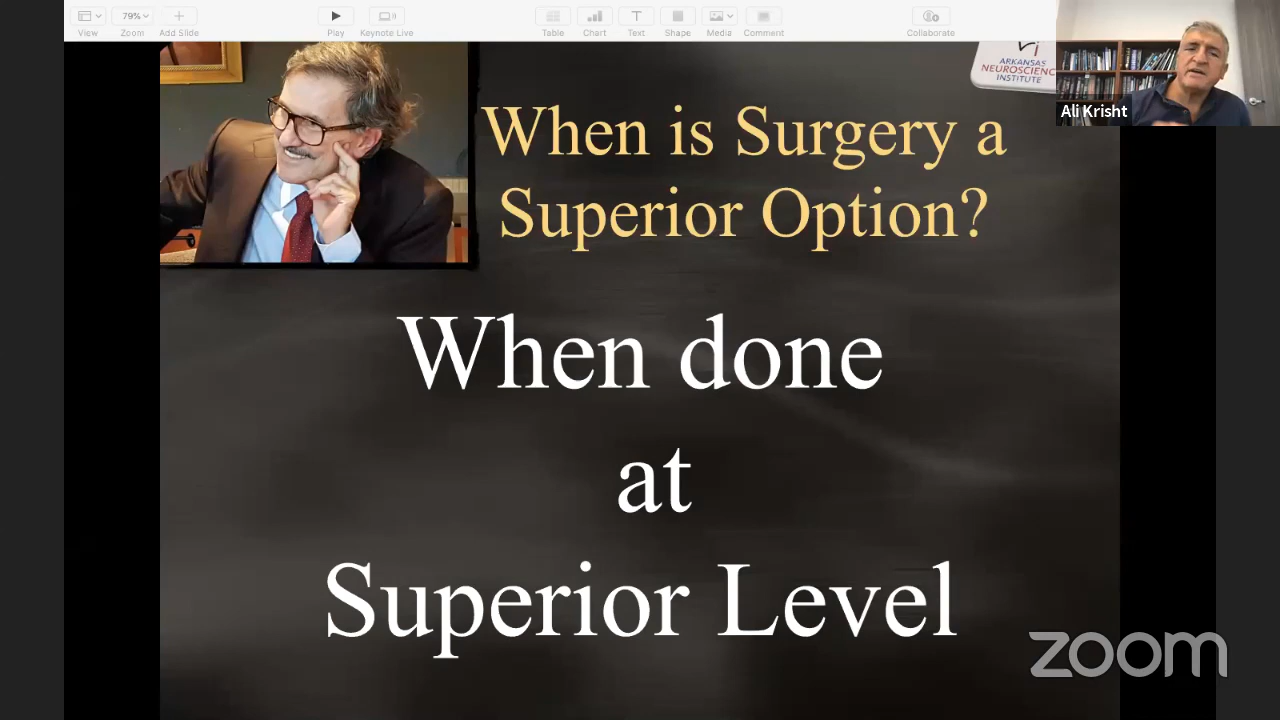 79%
View
Zoom
Add Slide
Play
Keynote Live
Table
Chart
Text
Shape
Media
Comment
Collaborate
ARKANSAS
NEUROSCIENC
INSTITUTE
Ali Krisht
When is Surgery a
Superior Option?
When done
at
Superior Level
zoom